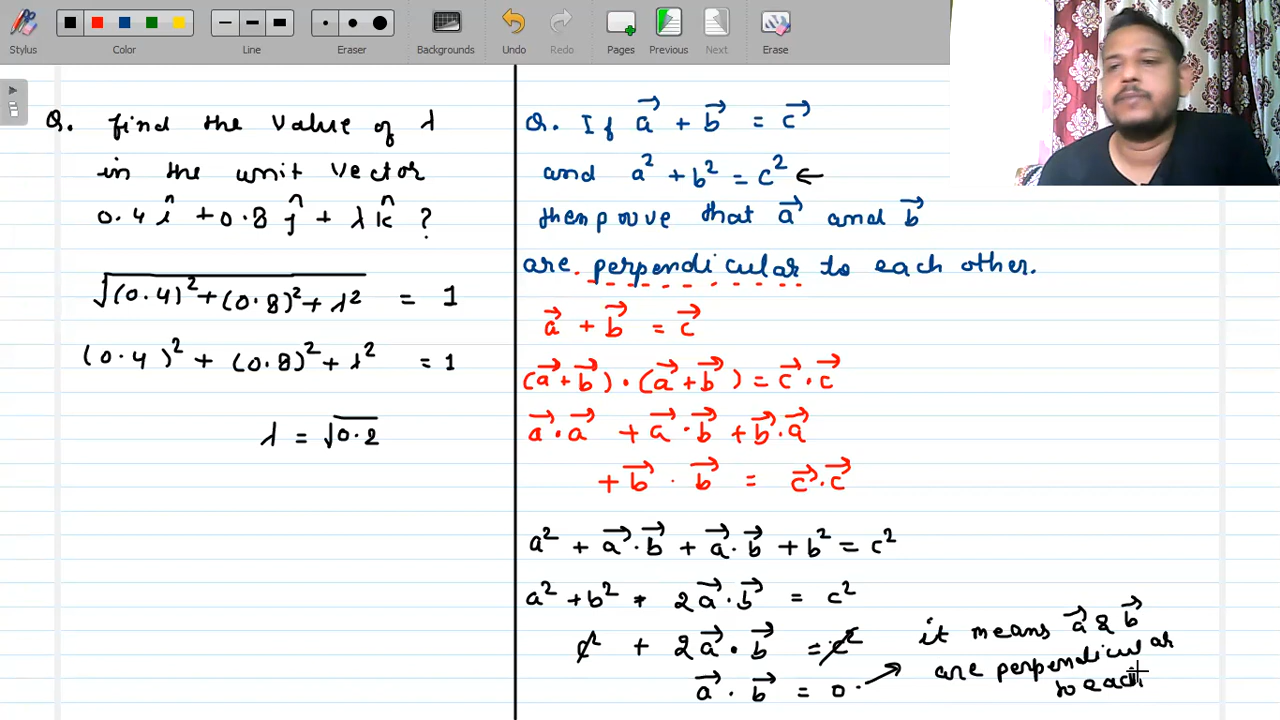 Stylus
Color
Line
Eraser
Backgrounds
Undo
Redo
Pages
Previous
Next
Erase
Q. find the value of λ
in the unit vector
0.4 î + 0.8 ĵ + λ k̂ ?
√(0.4)² + (0.8)² + λ² = 1
(0.4)² + (0.8)² + λ² = 1
λ = √0.2
Q. If a⃗ + b⃗ = c⃗
and a² + b² = c² ←
then prove that a⃗ and b⃗
are perpendicular to each other.
a⃗ + b⃗ = c⃗
(a⃗ + b⃗) · (a⃗ + b⃗) = c⃗ · c⃗
a⃗ · a⃗ + a⃗ · b⃗ + b⃗ · a⃗
+ b⃗ · b⃗ = c⃗ · c⃗
a² + a⃗ · b⃗ + a⃗ · b⃗ + b² = c²
a² + b² + 2a⃗ · b⃗ = c²
c² + 2a⃗ · b⃗ = c²
a⃗ · b⃗ = 0 · →
it means a⃗ & b⃗
are perpendicular
to each